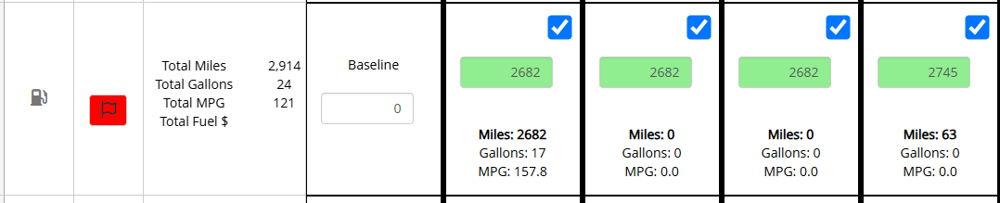 Total Miles 2,914
Total Gallons 24
Total MPG 121
Total Fuel $
Baseline
0
2682
Miles: 2682
Gallons: 17
MPG: 157.8
2682
Miles: 0
Gallons: 0
MPG: 0.0
2682
Miles: 0
Gallons: 0
MPG: 0.0
2745
Miles: 63
Gallons: 0
MPG: 0.0